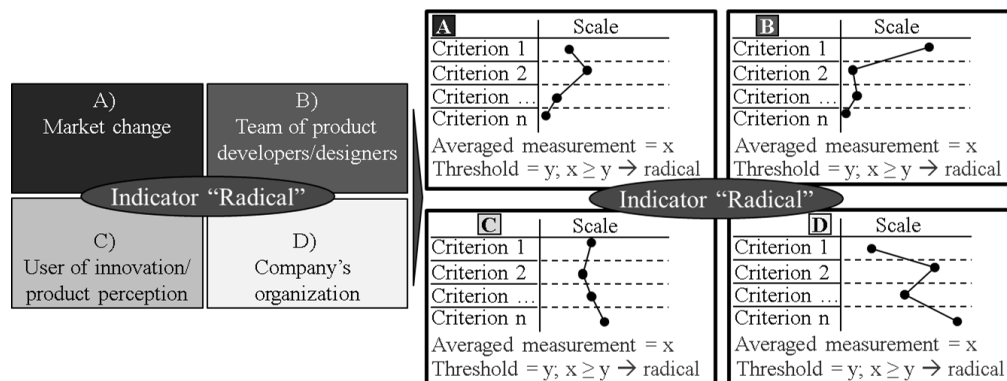 A)
Market change
B)
Team of product
developers/designers
Indicator “Radical”
C)
User of innovation/
product perception
D)
Company’s
organization
A
Scale
Criterion 1
Criterion 2
Criterion ...
Criterion n
Averaged measurement = x
Threshold = y; x ≥ y → radical
B
Scale
Criterion 1
Criterion 2
Criterion ...
Criterion n
Averaged measurement = x
Threshold = y; x ≥ y → radical
Indicator “Radical”
C
Scale
Criterion 1
Criterion 2
Criterion ...
Criterion n
Averaged measurement = x
Threshold = y; x ≥ y → radical
D
Scale
Criterion 1
Criterion 2
Criterion ...
Criterion n
Averaged measurement = x
Threshold = y; x ≥ y → radical